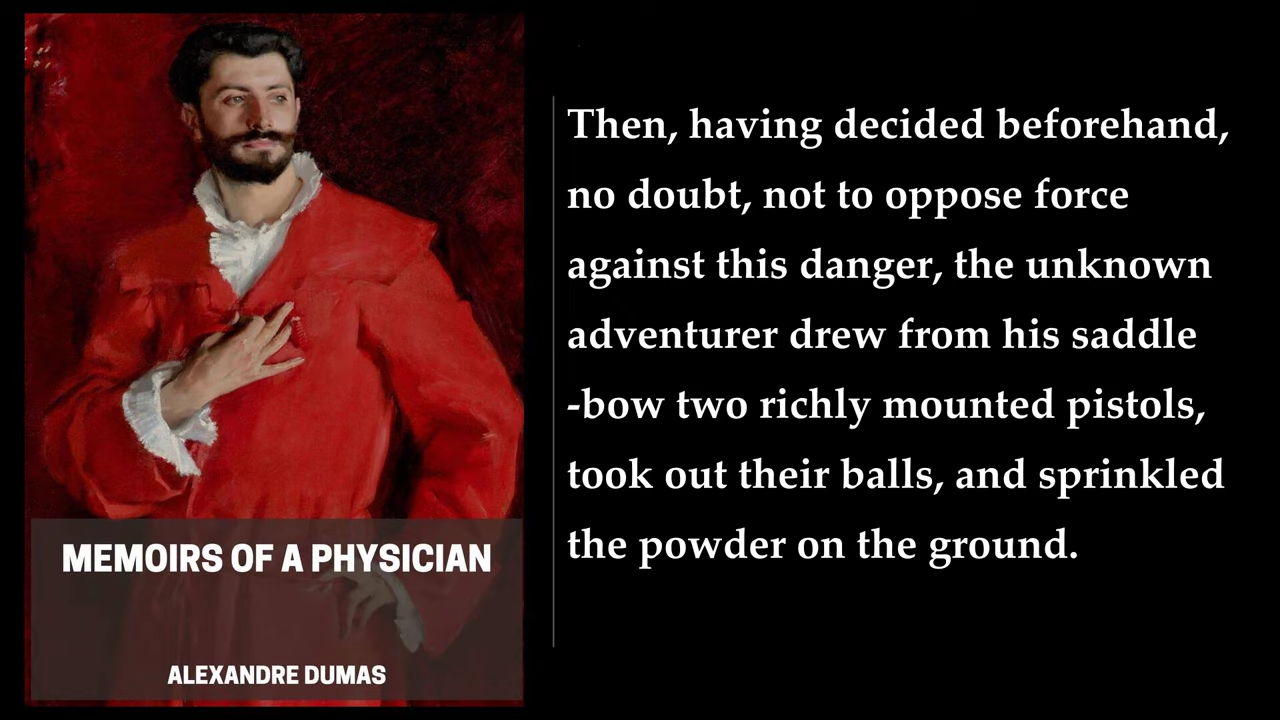 Then, having decided beforehand,
no doubt, not to oppose force
against this danger, the unknown
adventurer drew from his saddle
-bow two richly mounted pistols,
took out their balls, and sprinkled
the powder on the ground.
MEMOIRS OF A PHYSICIAN
ALEXANDRE DUMAS